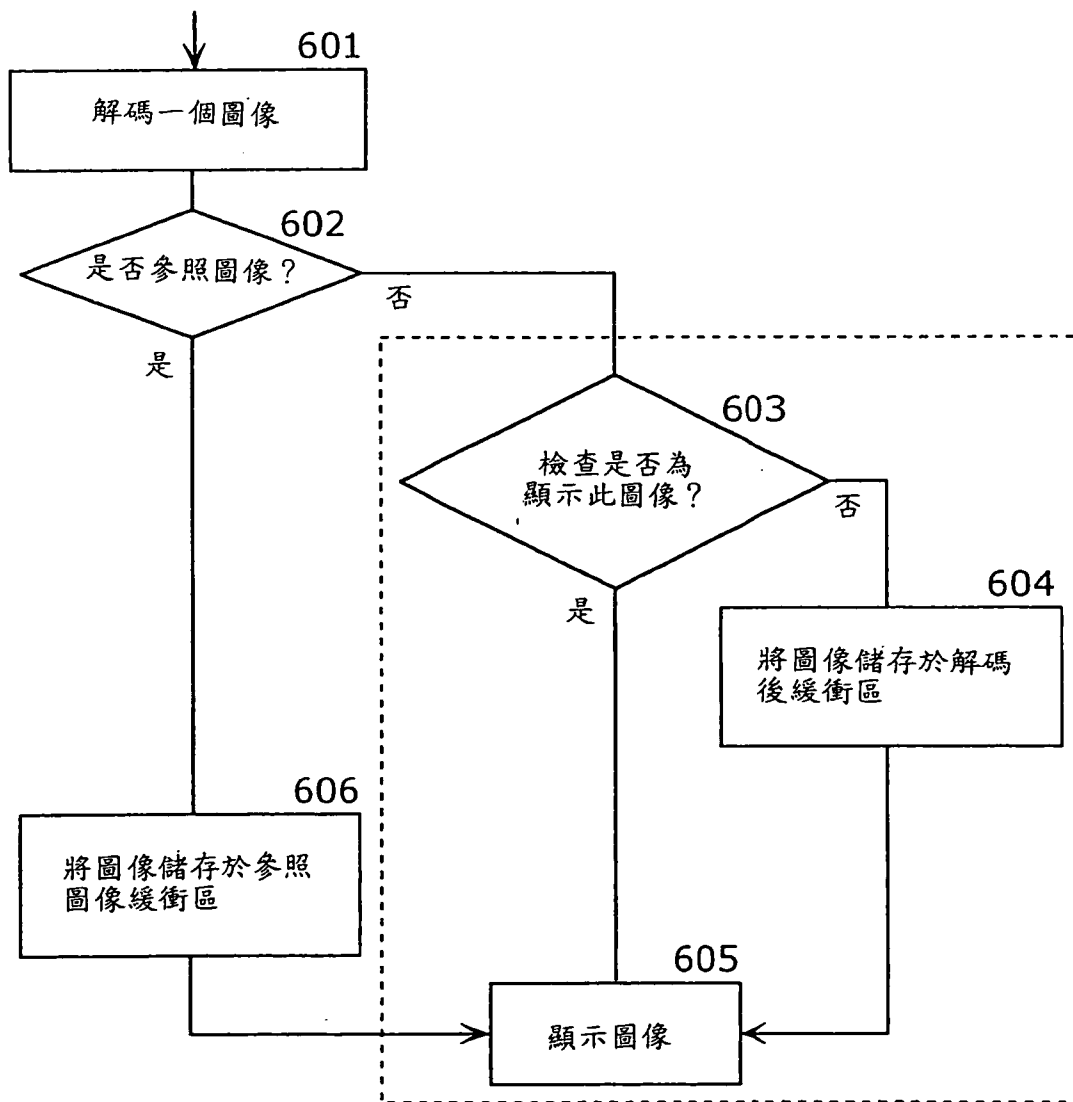 601
解碼一個圖像
602
是否參照圖像？
否
是
603
檢查是否為
顯示此圖像？
否
是
604
將圖像儲存於解碼
後緩衝區
606
將圖像儲存於參照
圖像緩衝區
605
顯示圖像